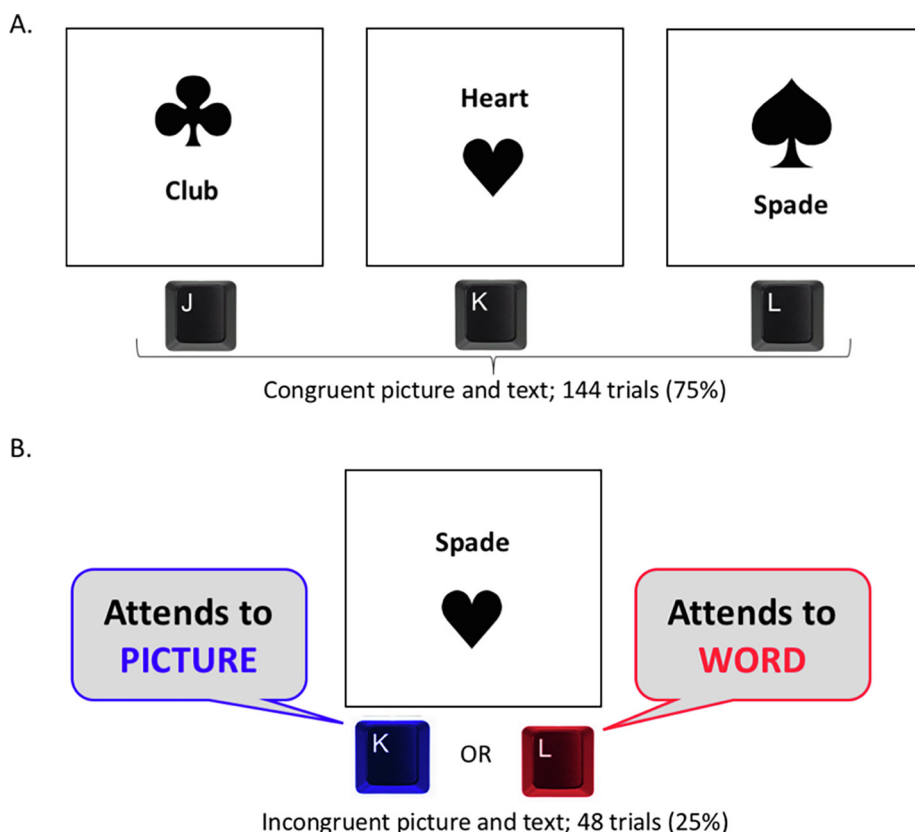 A.
Club
Heart
Spade
J
K
L
Congruent picture and text; 144 trials (75%)
B.
Spade
Attends to
PICTURE
Attends to
WORD
K
OR
L
Incongruent picture and text; 48 trials (25%)